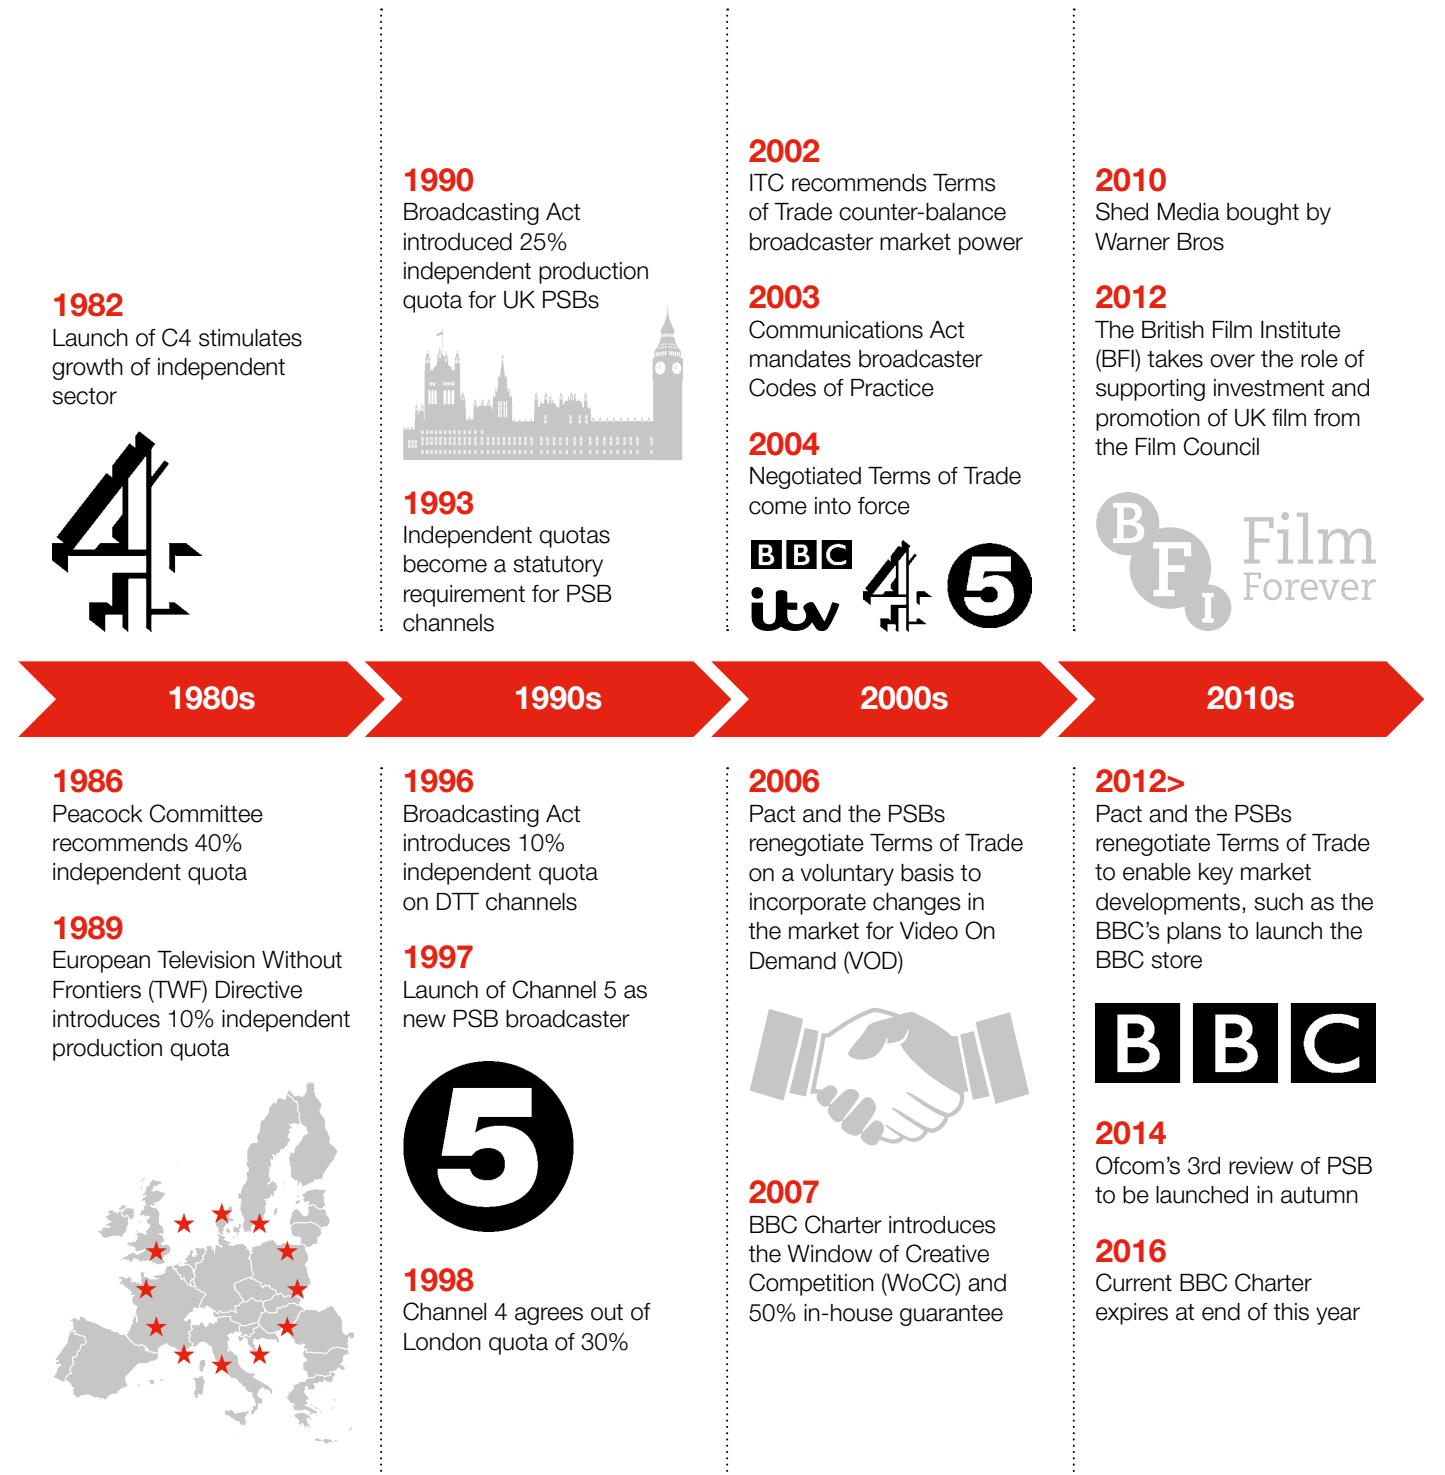 1982
Launch of C4 stimulates
growth of independent
sector
1990
Broadcasting Act
introduced 25%
independent production
quota for UK PSBs
1993
Independent quotas
become a statutory
requirement for PSB
channels
2002
ITC recommends Terms
of Trade counter-balance
broadcaster market power
2003
Communications Act
mandates broadcaster
Codes of Practice
2004
Negotiated Terms of Trade
come into force
BBC
itv
4
5
2010
Shed Media bought by
Warner Bros
2012
The British Film Institute
(BFI) takes over the role of
supporting investment and
promotion of UK film from
the Film Council
BFI
Film
Forever
1980s
1990s
2000s
2010s
1986
Peacock Committee
recommends 40%
independent quota
1989
European Television Without
Frontiers (TWF) Directive
introduces 10% independent
production quota
1996
Broadcasting Act
introduces 10%
independent quota
on DTT channels
1997
Launch of Channel 5 as
new PSB broadcaster
5
1998
Channel 4 agrees out of
London quota of 30%
2006
Pact and the PSBs
renegotiate Terms of Trade
on a voluntary basis to
incorporate changes in
the market for Video On
Demand (VOD)
2007
BBC Charter introduces
the Window of Creative
Competition (WoCC) and
50% in-house guarantee
2012>
Pact and the PSBs
renegotiate Terms of Trade
to enable key market
developments, such as the
BBC's plans to launch the
BBC store
BBC
2014
Ofcom's 3rd review of PSB
to be launched in autumn
2016
Current BBC Charter
expires at end of this year